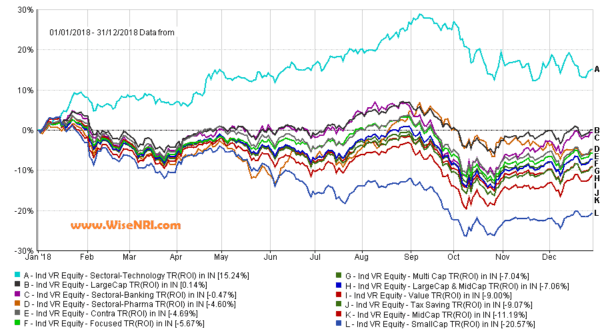 30%
01/01/2018 - 31/12/2018 Data from
20%
A
10%
0%
B
C
D
E
F
G
H
I
J
K
-10%
-20%
L
www.WiseNRI.com
-30%
Jan '18 Feb Mar Apr May Jun Jul Aug Sep Oct Nov Dec
A - Ind VR Equity - Sectoral-Technology TR(ROI) in IN [15.24%]
B - Ind VR Equity - LargeCap TR(ROI) in IN [0.14%]
C - Ind VR Equity - Sectoral-Banking TR(ROI) in IN [-0.47%]
D - Ind VR Equity - Sectoral-Pharma TR(ROI) in IN [-4.60%]
E - Ind VR Equity - Contra TR(ROI) in IN [-4.69%]
F - Ind VR Equity - Focused TR(ROI) in IN [-5.67%]
G - Ind VR Equity - Multi Cap TR(ROI) in IN [-7.04%]
H - Ind VR Equity - Large & MidCap TR(ROI) in IN [-7.06%]
I - Ind VR Equity - Value TR(ROI) in IN [-9.00%]
J - Ind VR Equity - Tax Saving TR(ROI) in IN [-9.07%]
K - Ind VR Equity - MidCap TR(ROI) in IN [-11.19%]
L - Ind VR Equity - SmallCap TR(ROI) in IN [-20.57%]